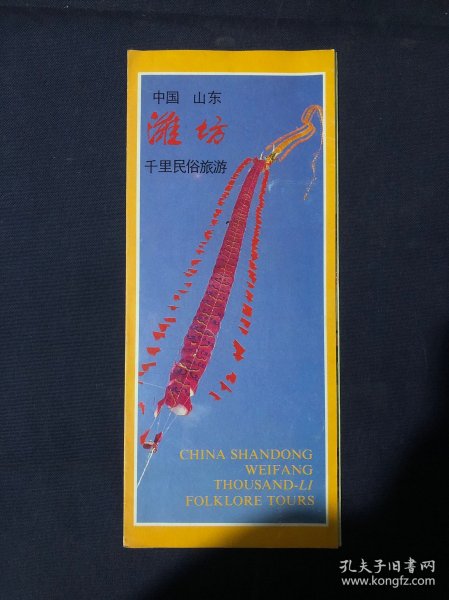 中国 山东
潍坊
千里民俗旅游
CHINA SHANDONG
WEIFANG
THOUSAND-LI
FOLKLORE TOURS
孔夫子旧书网
www.kongfz.com